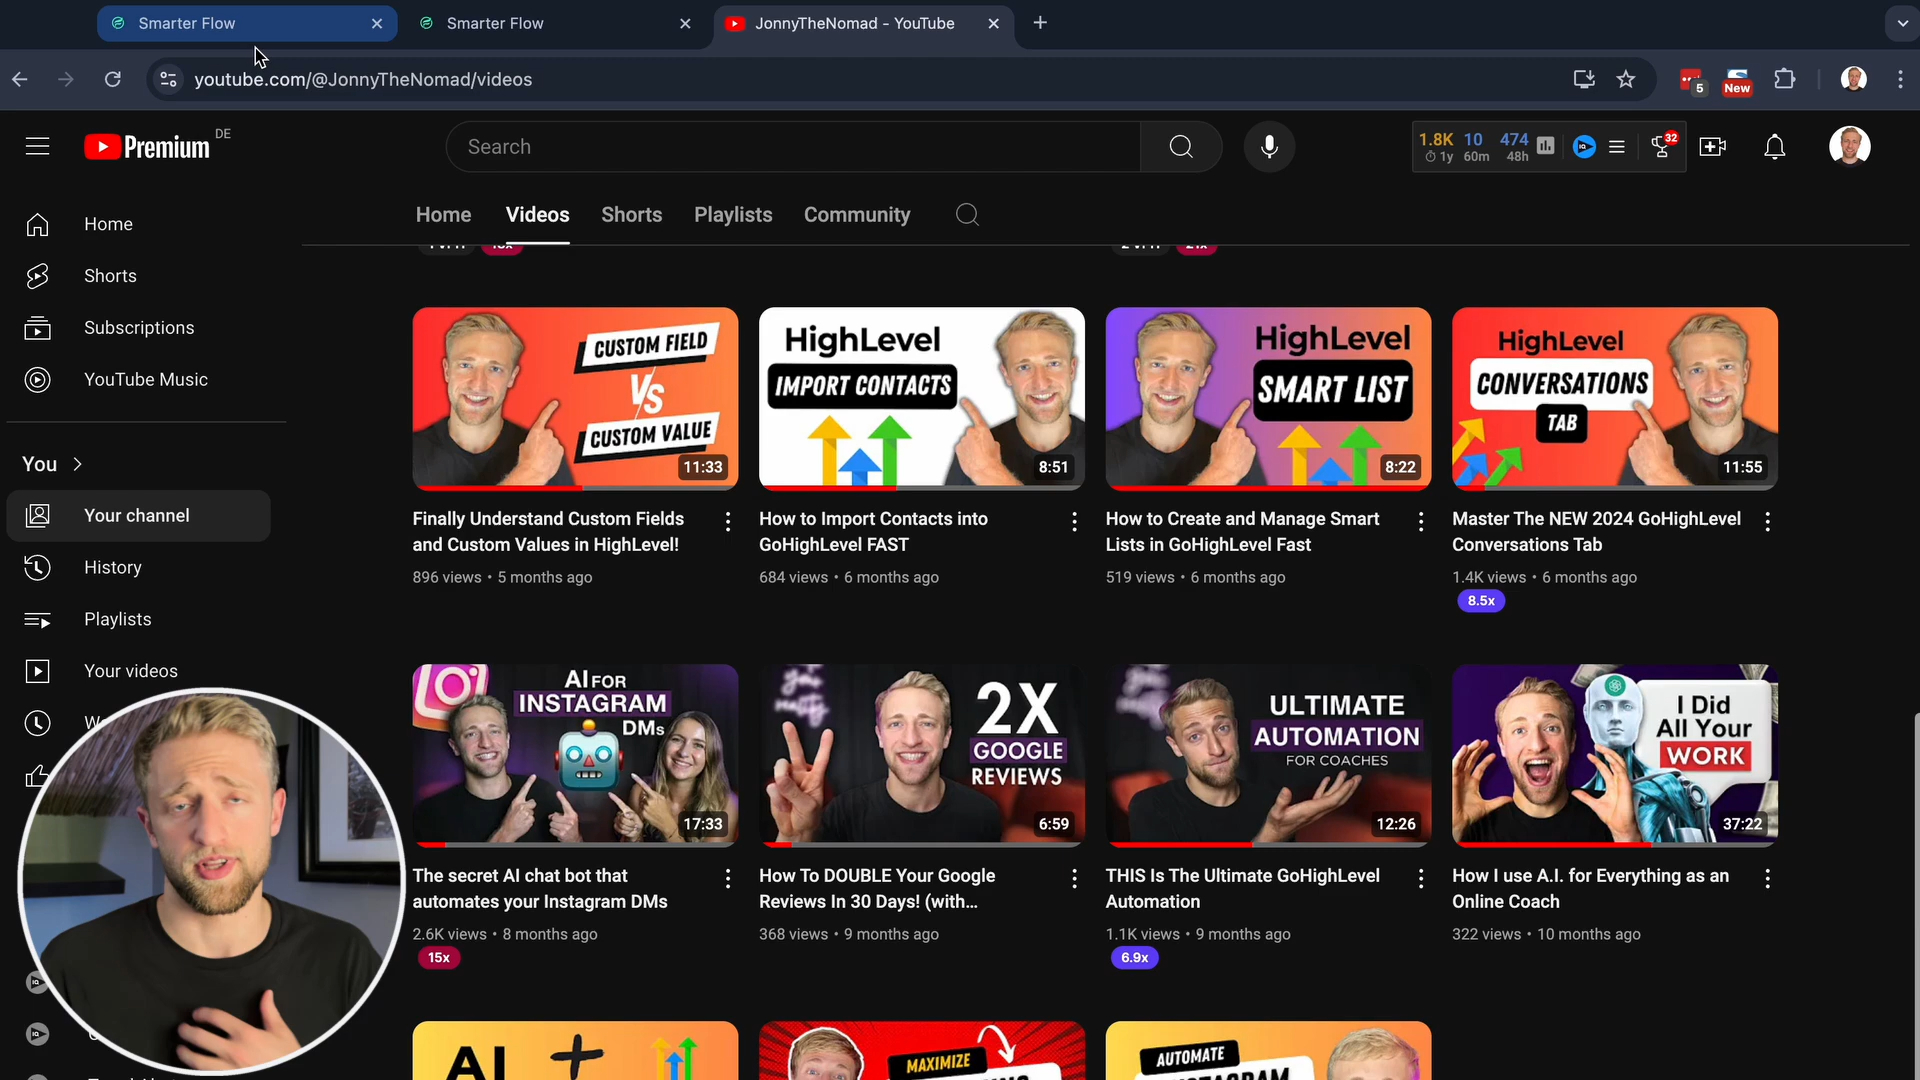 Smarter Flow
Smarter Flow
JonnyTheNomad - YouTube
youtube.com/@JonnyTheNomad/videos
5
New
Premium
DE
Search
1.8K 10 474
1y 60m 48h
32
Home
Videos
Shorts
Playlists
Community
Home
Shorts
Subscriptions
YouTube Music
You
Your channel
History
Playlists
Your videos
CUSTOM FIELD
VS
CUSTOM VALUE
11:33
Finally Understand Custom Fields
and Custom Values in HighLevel!
896 views • 5 months ago
HighLevel
IMPORT CONTACTS
8:51
How to Import Contacts into
GoHighLevel FAST
684 views • 6 months ago
HighLevel
SMART LIST
8:22
How to Create and Manage Smart
Lists in GoHighLevel Fast
519 views • 6 months ago
HighLevel
CONVERSATIONS
TAB
11:55
Master The NEW 2024 GoHighLevel
Conversations Tab
1.4K views • 6 months ago
8.5x
AI FOR
INSTAGRAM
DMs
17:33
The secret AI chat bot that
automates your Instagram DMs
2.6K views • 8 months ago
15x
2X
GOOGLE
REVIEWS
6:59
How To DOUBLE Your Google
Reviews In 30 Days! (with...
368 views • 9 months ago
ULTIMATE
AUTOMATION
FOR COACHES
12:26
THIS Is The Ultimate GoHighLevel
Automation
1.1K views • 9 months ago
6.9x
I Did
All Your
WORK
37:22
How I use A.I. for Everything as an
Online Coach
322 views • 10 months ago
AI +
MAXIMIZE
AUTOMATE
INSTAGRAM